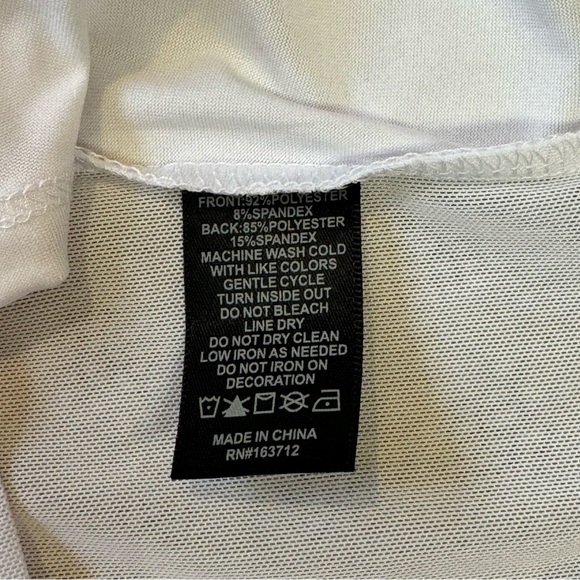 FRONT:92%POLYESTER
8%SPANDEX
BACK:85%POLYESTER
15%SPANDEX
MACHINE WASH COLD
WITH LIKE COLORS
GENTLE CYCLE
TURN INSIDE OUT
DO NOT BLEACH
LINE DRY
DO NOT DRY CLEAN
LOW IRON AS NEEDED
DO NOT IRON ON
DECORATION
MADE IN CHINA
RN#163712